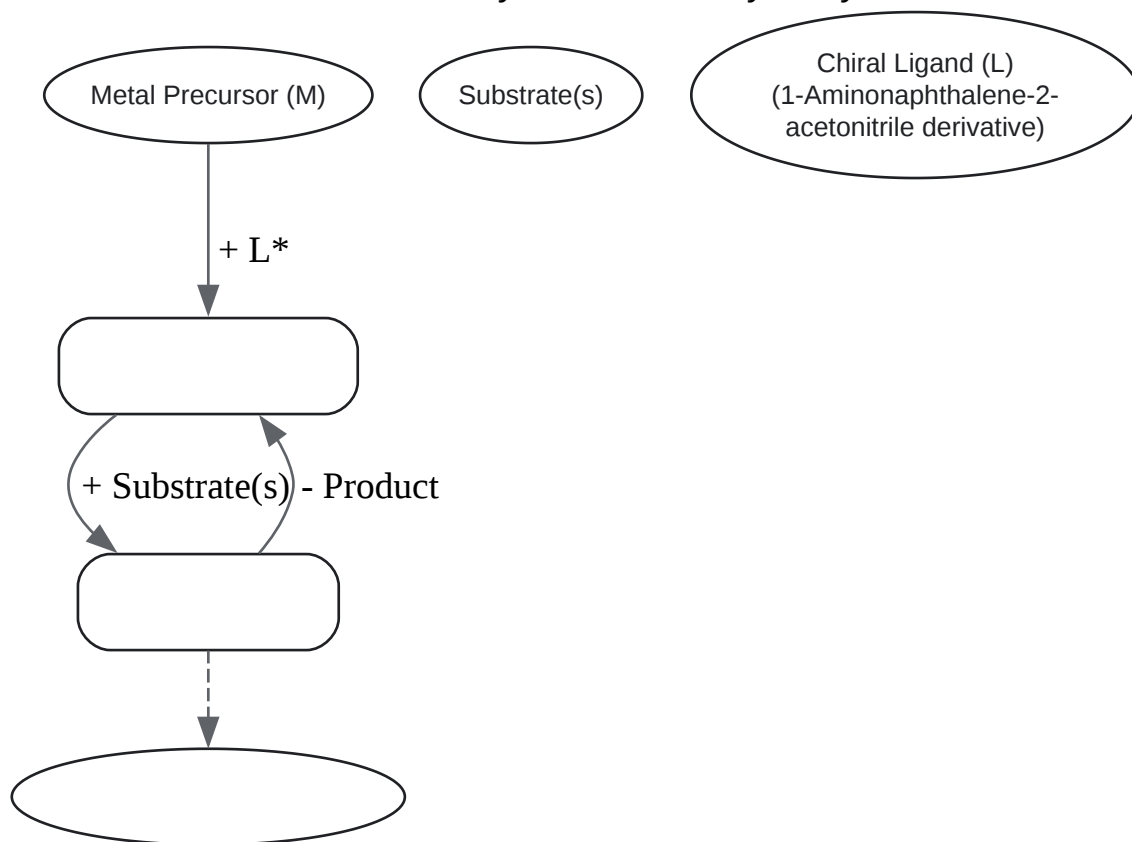 Metal Precursor (M)
Substrate(s)
Chiral Ligand (L)
(1-Aminonaphthalene-2-
acetonitrile derivative)
+ L*
+ Substrate(s)
- Product